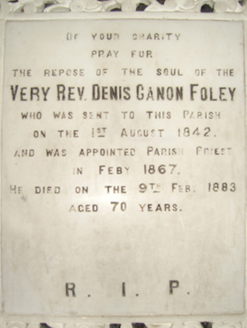 OF YOUR CHARITY
PRAY FOR
THE REPOSE OF THE SOUL OF THE
VERY REV. DENIS CANON FOLEY
WHO WAS SENT TO THIS PARISH
ON THE 1ST AUGUST 1842.
AND WAS APPOINTED PARISH PRIEST
IN FEBY 1867.
HE DIED ON THE 9TH FEB. 1883
AGED 70 YEARS.
R. I. P.